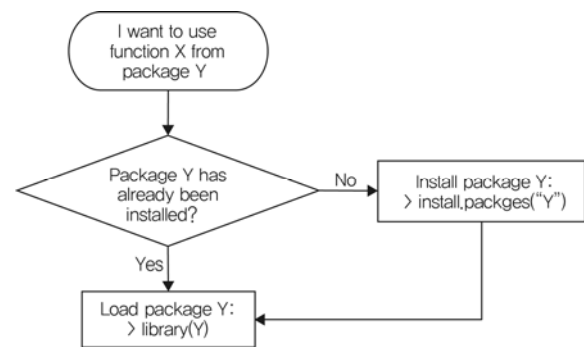 I want to use
function X from
package Y
Package Y has
already been
installed?
No
Install package Y:
> install.packges(“Y”)
Yes
Load package Y:
> library(Y)